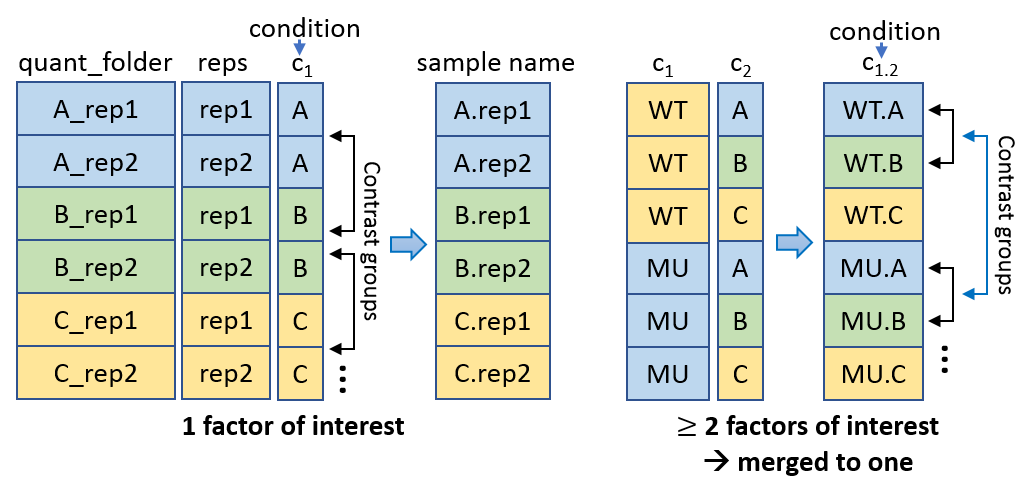 condition
quant_folder reps c1 sample name
A_rep1 rep1 A A.rep1
A_rep2 rep2 A A.rep2
B_rep1 rep1 B B.rep1
B_rep2 rep2 B B.rep2
C_rep1 rep1 C C.rep1
C_rep2 rep2 C C.rep2
Contrast groups
⋮
1 factor of interest
condition
c1 c2 c1.2
WT A WT.A
WT B WT.B
WT C WT.C
MU A MU.A
MU B MU.B
MU C MU.C
Contrast groups
⋮
≥ 2 factors of interest
→ merged to one